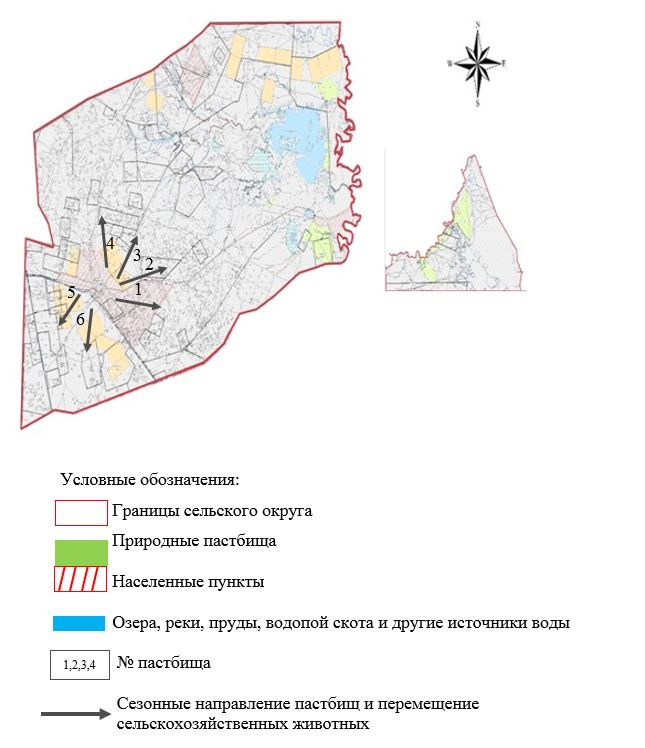 N
W E
S
4
3
2
1
5
6
Условные обозначения:
Границы сельского округа
Природные пастбища
Населенные пункты
Озера, реки, пруды, водопой скота и другие источники воды
1,2,3,4 № пастбища
Сезонные направление пастбищ и перемещение
сельскохозяйственных животных